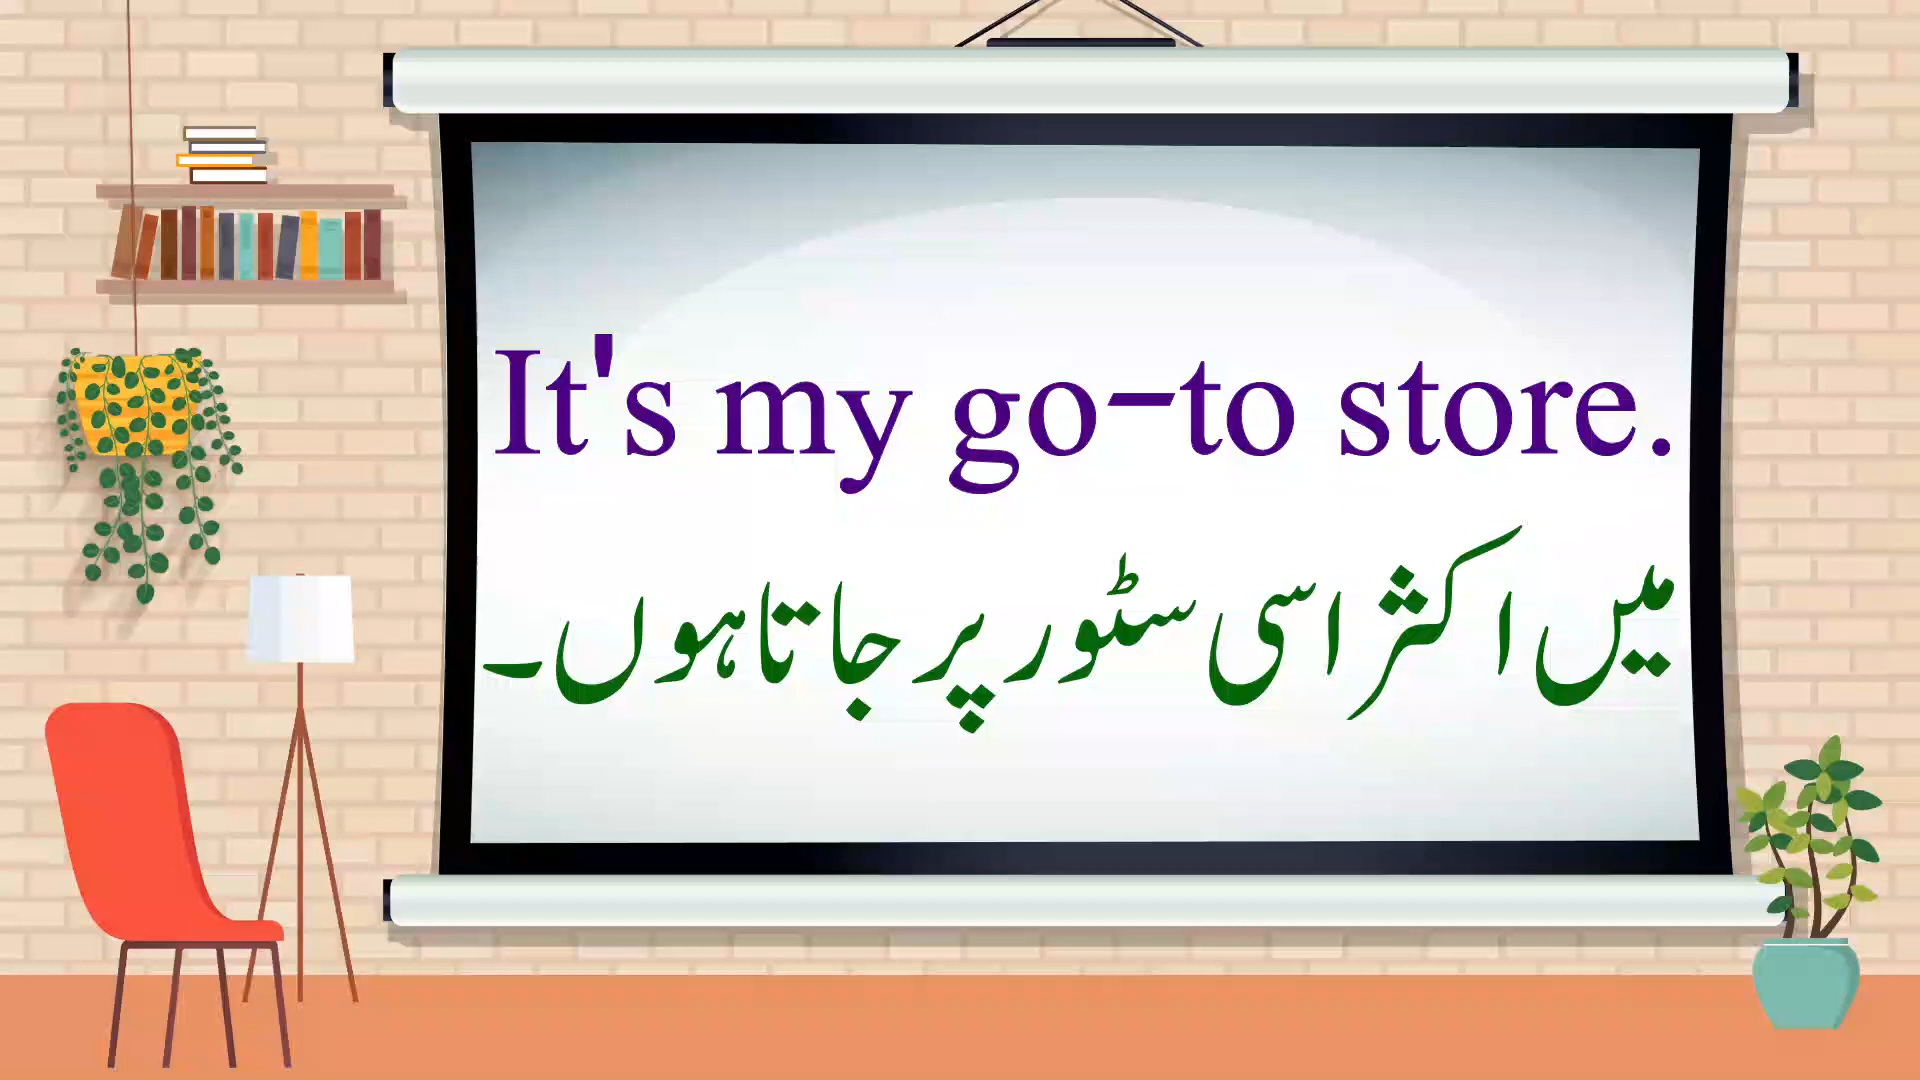 It's my go-to store.
میں اکثر اسی سٹور پر جاتا ہوں۔